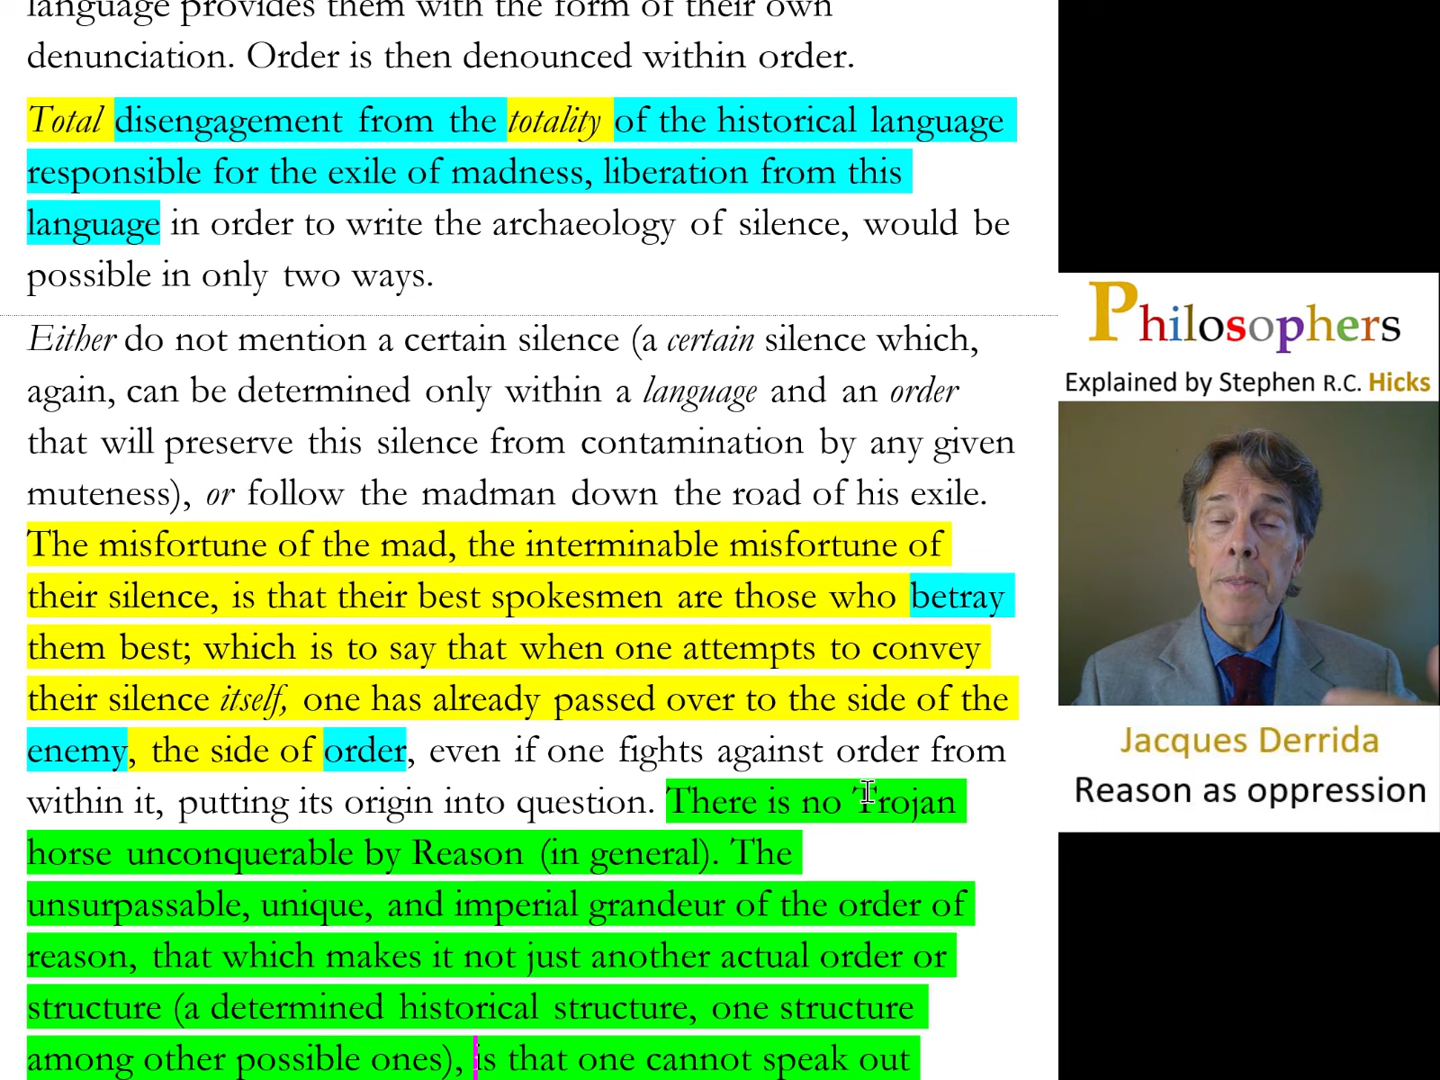 language provides them with the form of their own
denunciation. Order is then denounced within order.
Total disengagement from the totality of the historical language
responsible for the exile of madness, liberation from this
language in order to write the archaeology of silence, would be
possible in only two ways.
Either do not mention a certain silence (a certain silence which,
again, can be determined only within a language and an order
that will preserve this silence from contamination by any given
muteness), or follow the madman down the road of his exile.
The misfortune of the mad, the interminable misfortune of
their silence, is that their best spokesmen are those who betray
them best; which is to say that when one attempts to convey
their silence itself, one has already passed over to the side of the
enemy, the side of order, even if one fights against order from
within it, putting its origin into question. There is no Trojan
horse unconquerable by Reason (in general). The
unsurpassable, unique, and imperial grandeur of the order of
reason, that which makes it not just another actual order or
structure (a determined historical structure, one structure
among other possible ones), is that one cannot speak out
Philosophers
Explained by Stephen R.C. Hicks
Jacques Derrida
Reason as oppression